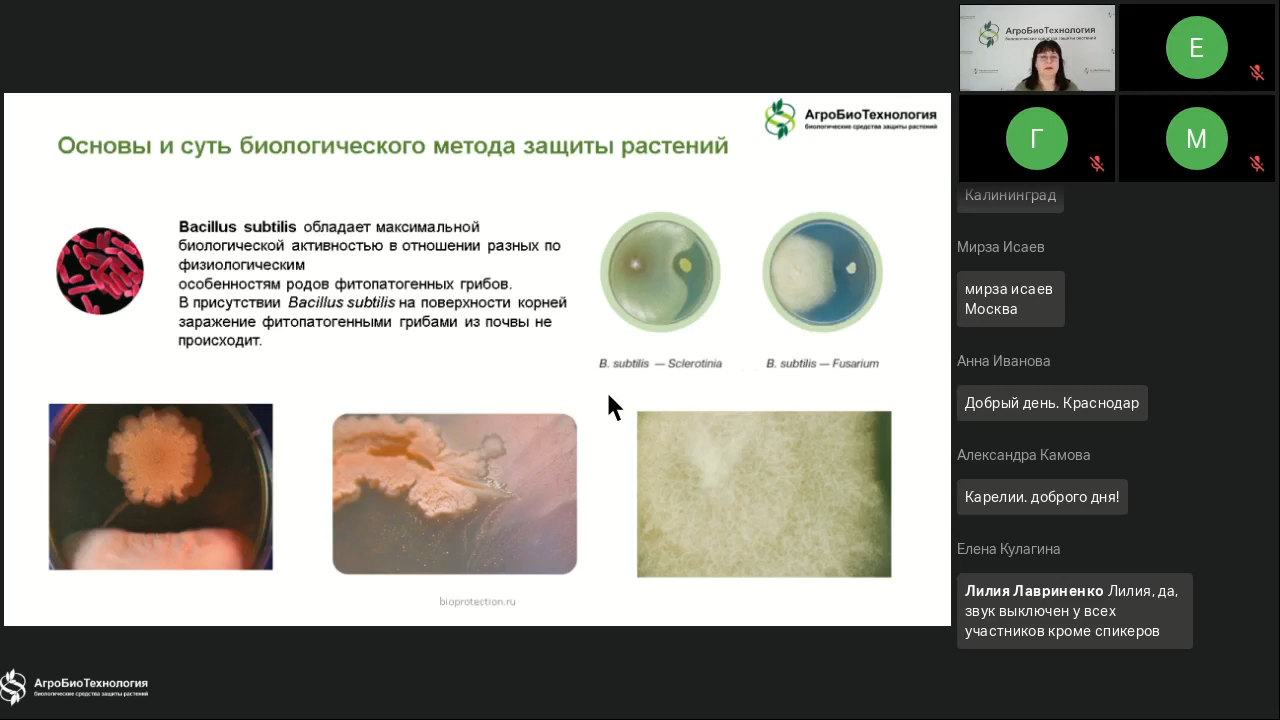 АгроБиоТехнология
биологические средства защиты растений
Основы и суть биологического метода защиты растений
Bacillus subtilis обладает максимальной
биологической активностью в отношении разных по
физиологическим
особенностям родов фитопатогенных грибов.
В присутствии Bacillus subtilis на поверхности корней
заражение фитопатогенными грибами из почвы не
происходит.
B. subtilis — Sclerotinia
B. subtilis — Fusarium
bioprotection.ru
АгроБиоТехнология
биологические средства защиты растений
АгроБиоТехнология
Е
Г
М
Калининград
Мирза Исаев
мирза исаев
Москва
Анна Иванова
Добрый день. Краснодар
Александра Камова
Карелии. доброго дня!
Елена Кулагина
Лилия Лавриненко Лилия, да,
звук выключен у всех
участников кроме спикеров